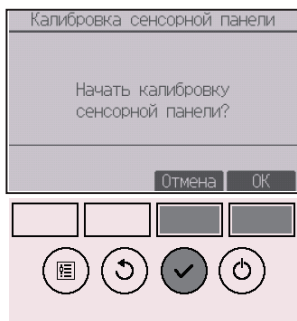 Калибровка сенсорной панели
Начать калибровку
сенсорной панели?
Отмена OK